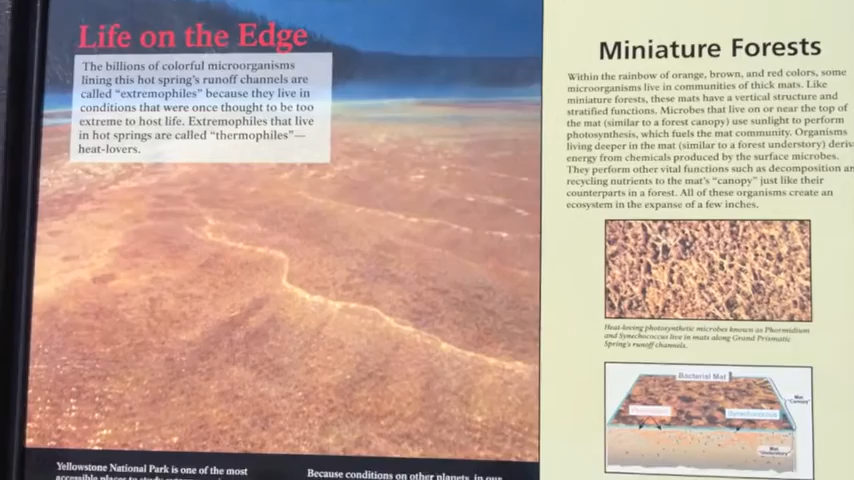 Life on the Edge
The billions of colorful microorganisms
lining this hot spring's runoff channels are
called "extremophiles" because they live in
conditions that were once thought to be too
extreme to host life. Extremophiles that live
in hot springs are called "thermophiles"—
heat-lovers.
Yellowstone National Park is one of the most
accessible places to study
Because conditions on other planets, in our
Miniature Forests
Within the rainbow of orange, brown, and red colors, some
microorganisms live in communities of thick mats. Like
miniature forests, these mats have a vertical structure and
stratified functions. Microbes that live on or near the top of
the mat (similar to a forest canopy) use sunlight to perform
photosynthesis, which fuels the mat community. Organisms
living deeper in the mat (similar to a forest understory) deriv
energy from chemicals produced by the surface microbes.
They perform other vital functions such as decomposition an
recycling nutrients to the mat's "canopy" just like their
counterparts in a forest. All of these organisms create an
ecosystem in the expanse of a few inches.
Heat-loving photosynthetic microbes known as Phormidium
and Synechococcus live in mats along Grand Prismatic
Spring's runoff channels.
Bacterial Mat
Mat
"Canopy"
Phormidium
Synechococcus
Mat
"Understory"